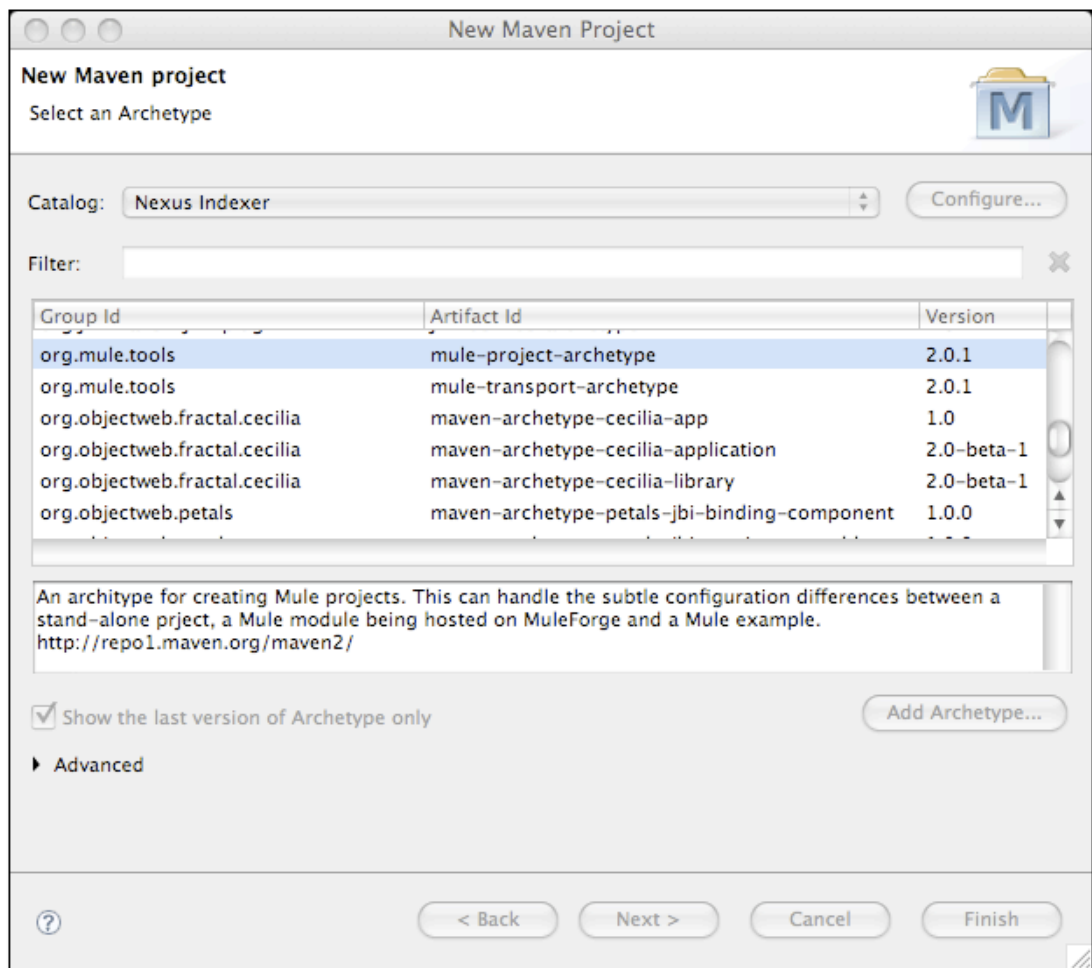 New Maven Project
New Maven project
Select an Archetype
M
Catalog: Nexus Indexer Configure...
Filter:
Group Id Artifact Id Version
org.mule.tools mule-project-archetype 2.0.1
org.mule.tools mule-transport-archetype 2.0.1
org.objectweb.fractal.cecilia maven-archetype-cecilia-app 1.0
org.objectweb.fractal.cecilia maven-archetype-cecilia-application 2.0-beta-1
org.objectweb.fractal.cecilia maven-archetype-cecilia-library 2.0-beta-1
org.objectweb.petals maven-archetype-petals-jbi-binding-component 1.0.0
An architype for creating Mule projects. This can handle the subtle configuration differences between a
stand-alone prject, a Mule module being hosted on MuleForge and a Mule example.
http://repo1.maven.org/maven2/
Show the last version of Archetype only Add Archetype...
Advanced
? < Back Next > Cancel Finish